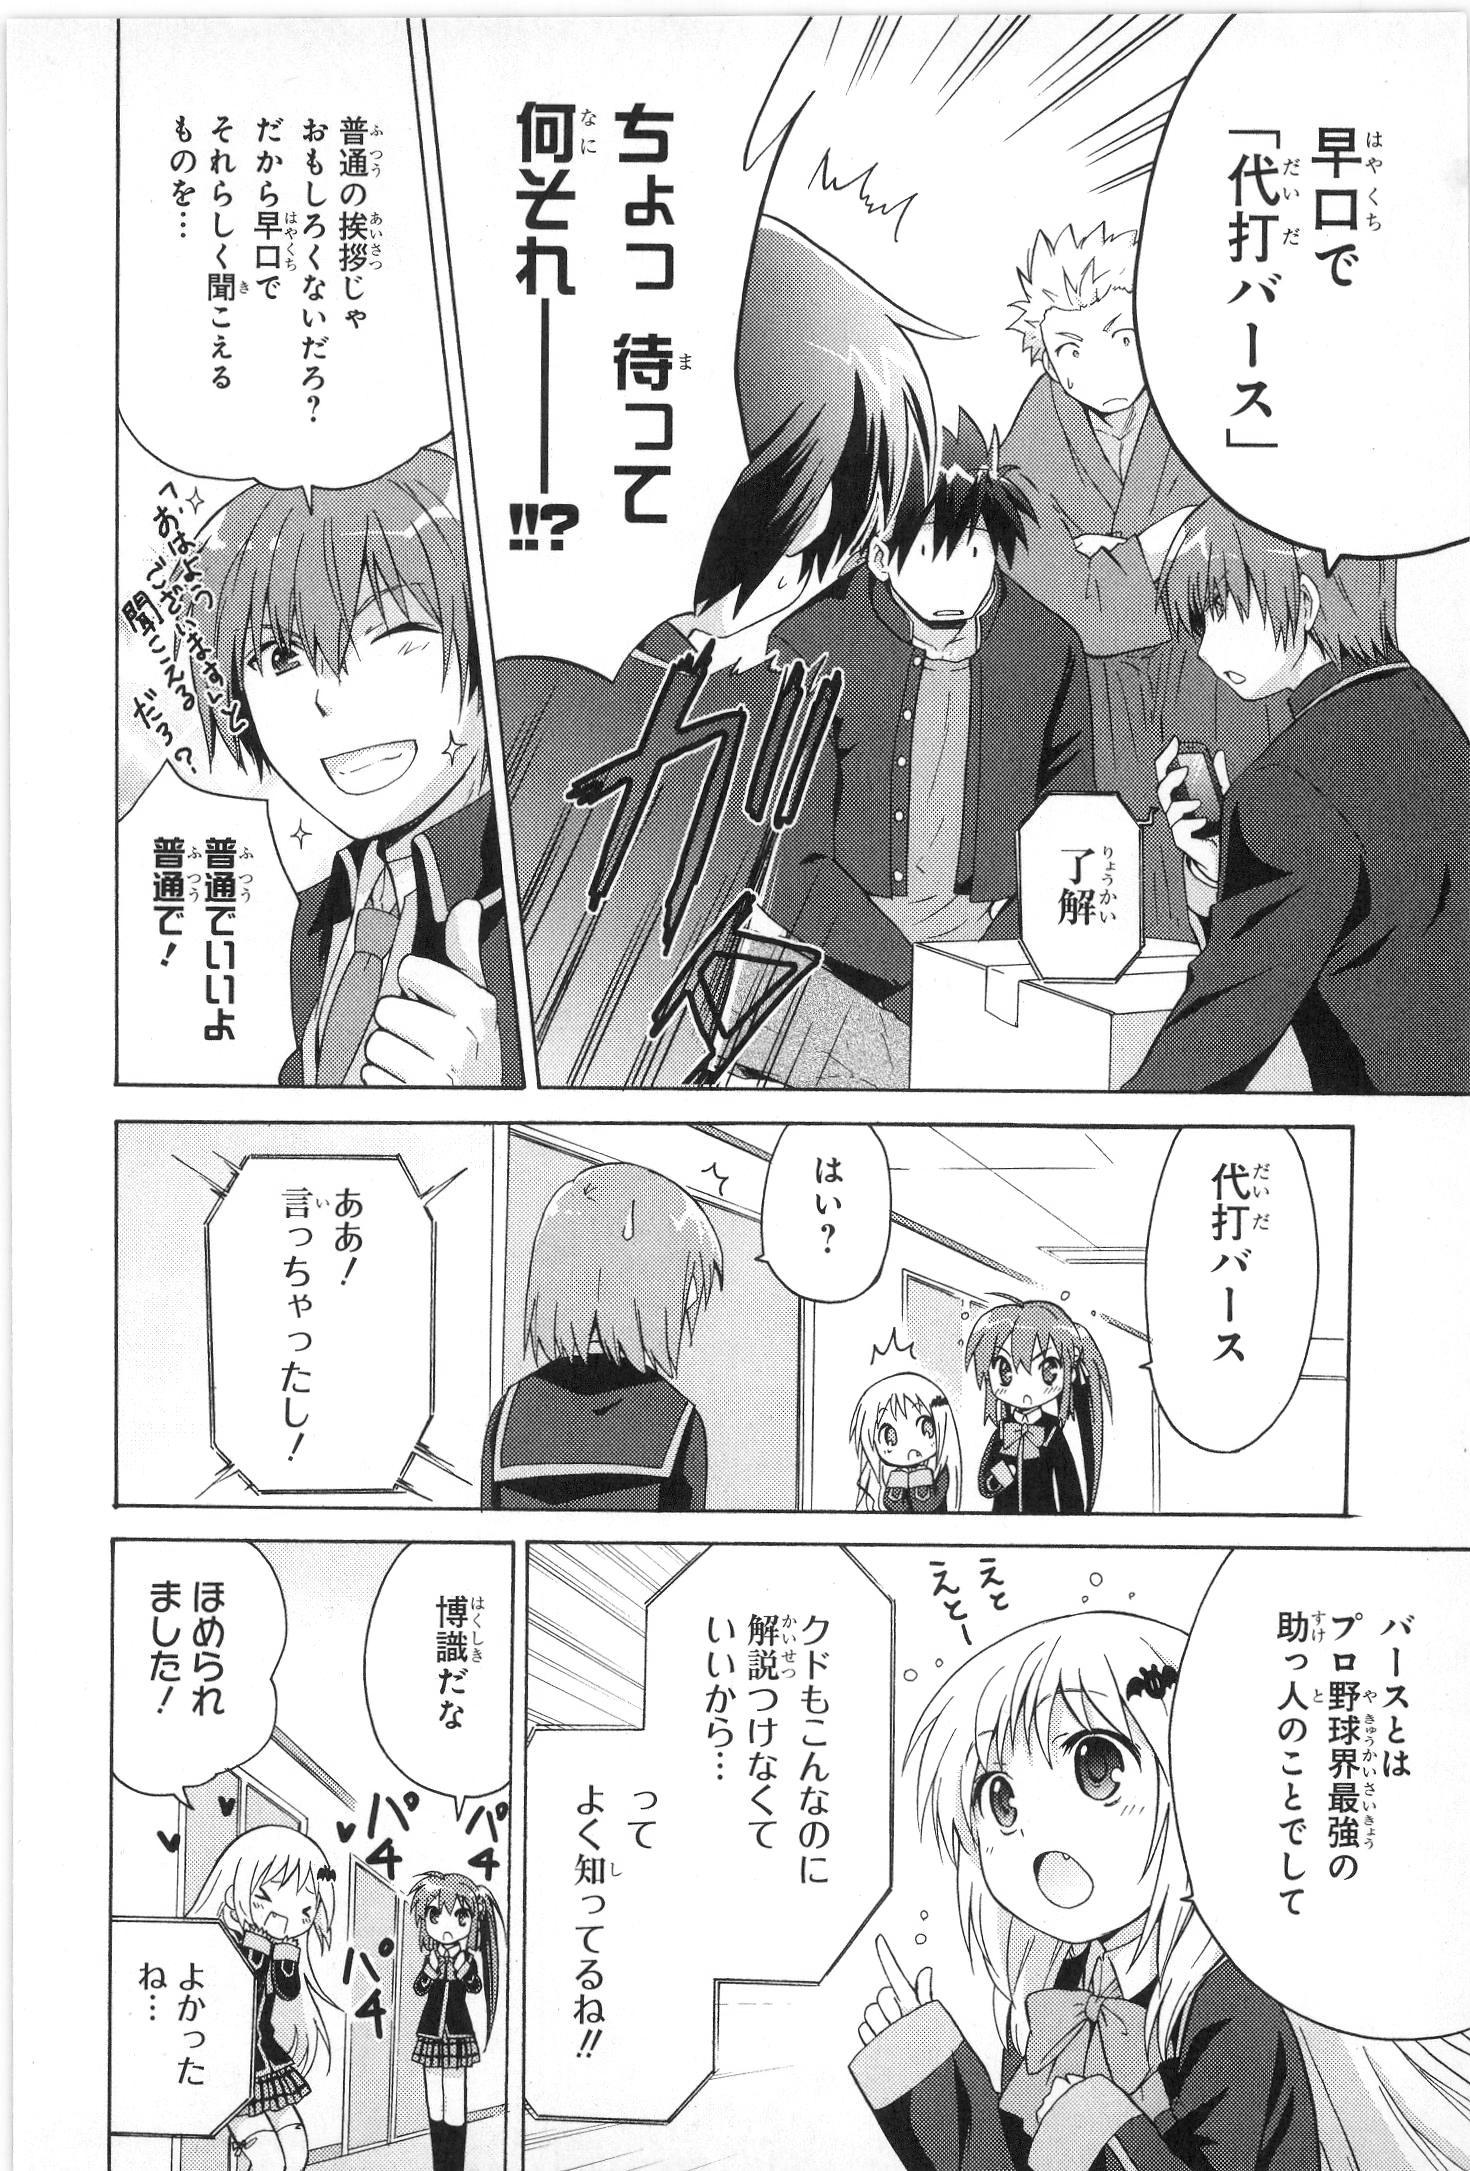 早口で
「代打バース」
了解
ちょっ 待って
何それ━━!!?
ガガーッ
普通の挨拶じゃ
おもしろくないだろ?
だから早口で
それらしく聞こえる
ものを…
「おはよう
ございます」と
聞こえる
だろ?
普通でいいよ
普通で!
代打バース
はい?
ああ!
言っちゃったし!
バースとは
プロ野球界最強の
助っ人のことでして
えと
えとー
クドもこんなのに
解説つけなくて
いいから…
って
よく知ってるね!!
博識だな
パチ
パチ
パチ
ほめられ
ました!
よかった
ね…